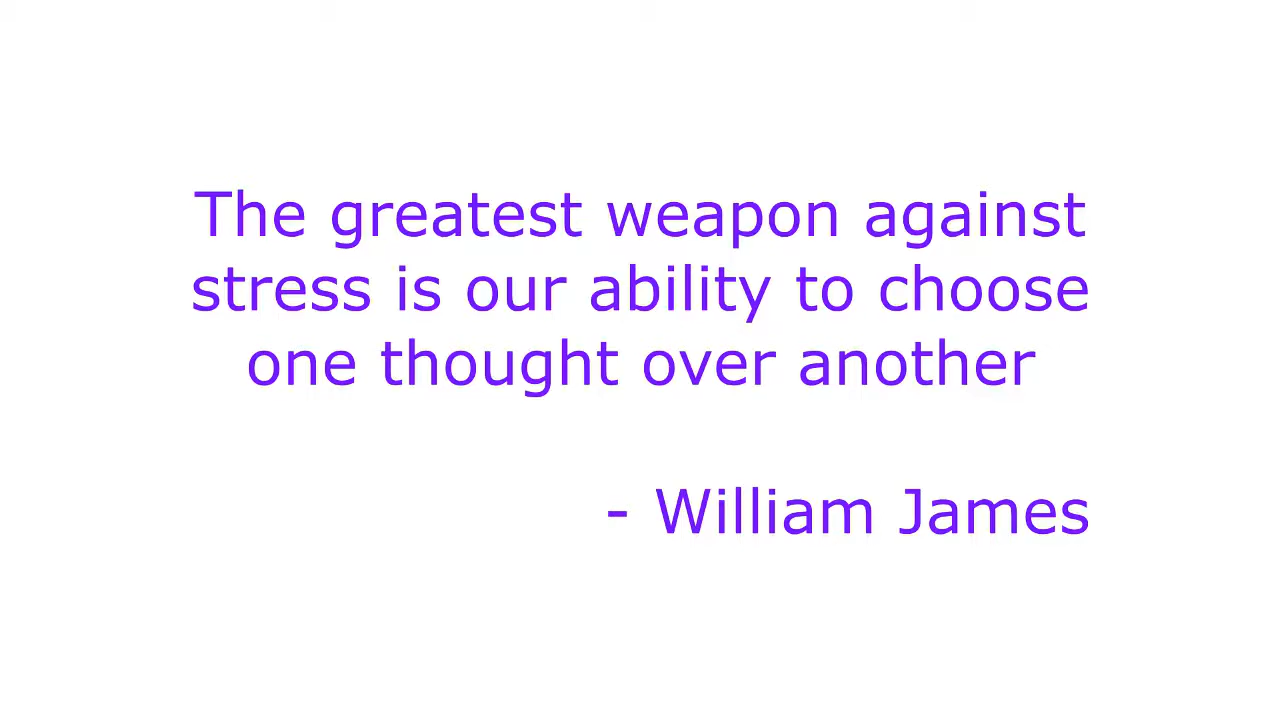 The greatest weapon against
stress is our ability to choose
one thought over another
- William James